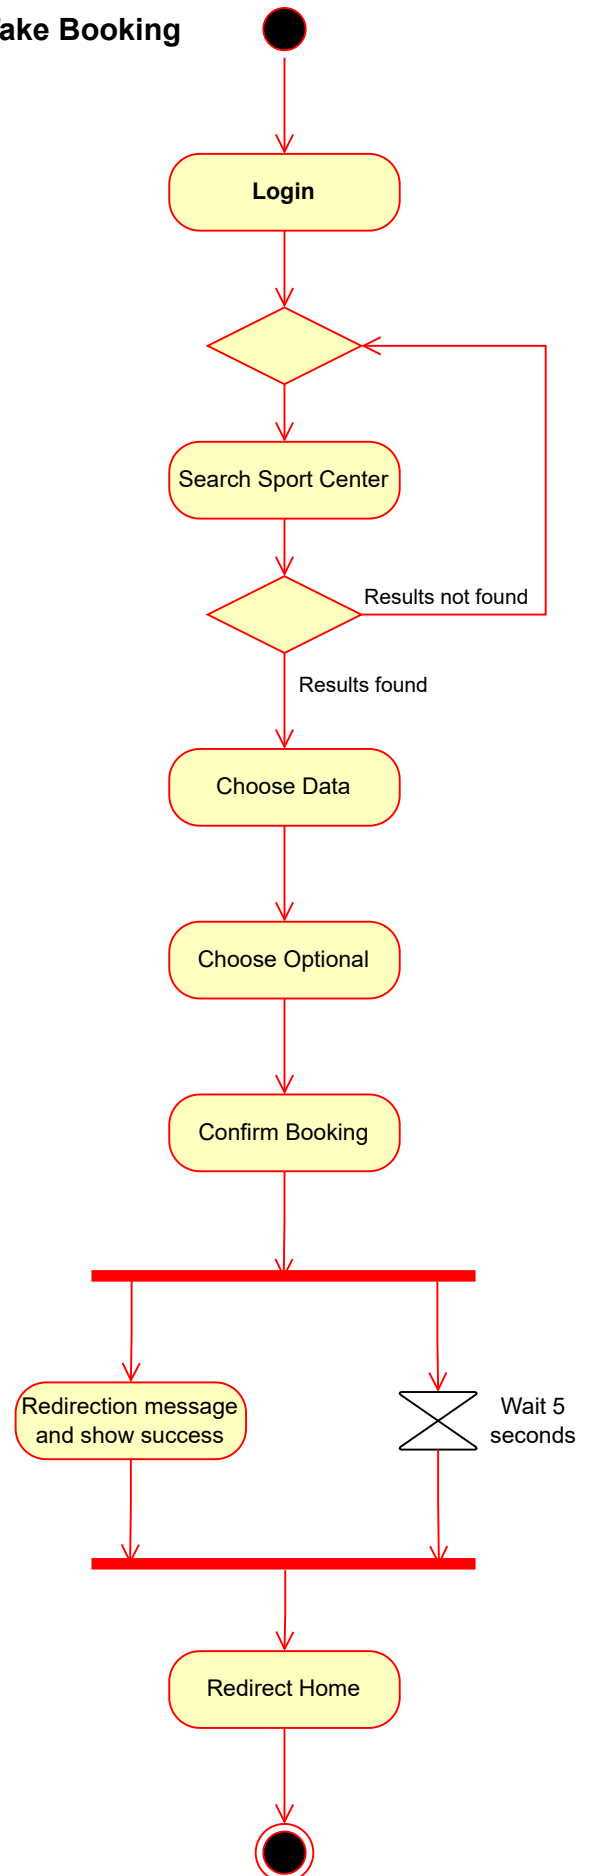 ake Booking
Login
Search Sport Center
Results not found
Results found
Choose Data
Choose Optional
Confirm Booking
Redirection message
and show success
Wait 5
seconds
Redirect Home